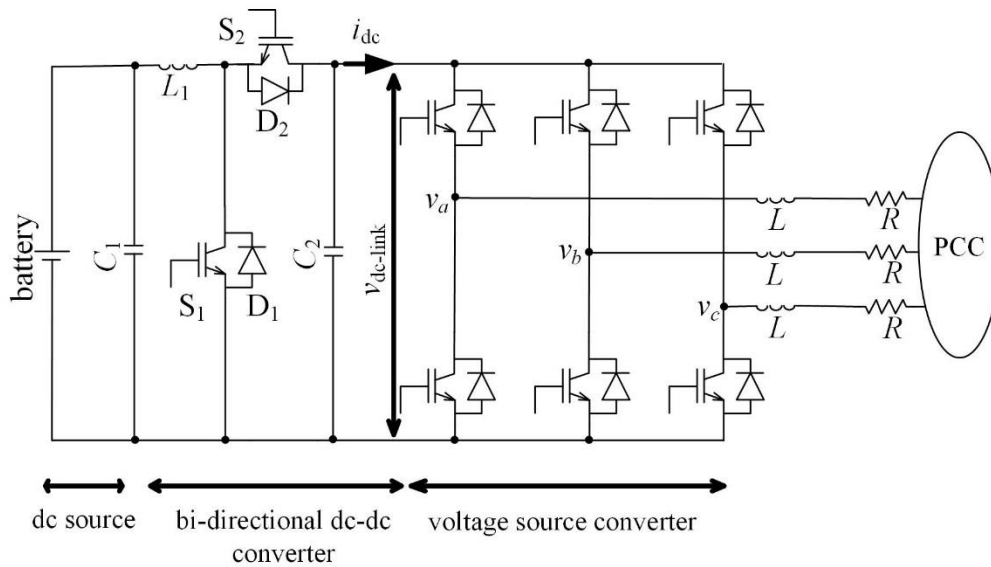 S2
idc
L1
D2
battery
C1
S1
D1
C2
vdc-link
va
L
R
vb
L
R
vc
L
R
PCC
dc source
bi-directional dc-dc
converter
voltage source converter